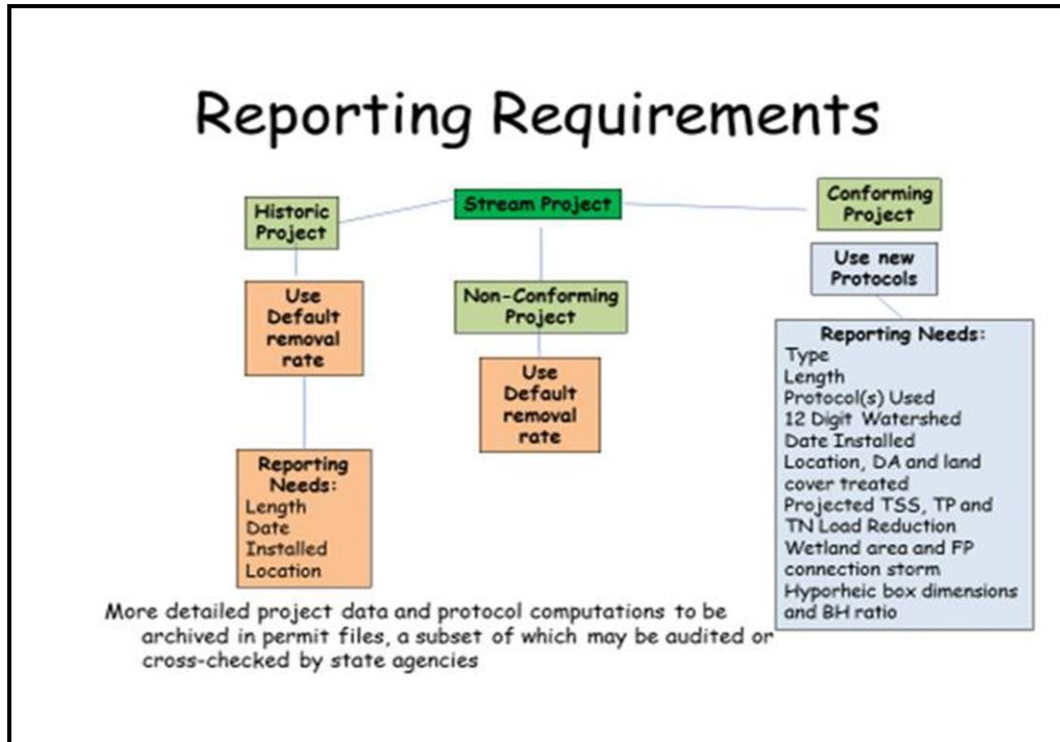 Reporting Requirements
Stream Project
Historic
Project
Use
Default
removal
rate
Reporting
Needs:
Length
Date
Installed
Location
Non-Conforming
Project
Use
Default
removal
rate
Conforming
Project
Use new
Protocols
Reporting Needs:
Type
Length
Protocol(s) Used
12 Digit Watershed
Date Installed
Location, DA and land
cover treated
Projected TSS, TP and
TN Load Reduction
Wetland area and FP
connection storm
Hyporheic box dimensions
and BH ratio
More detailed project data and protocol computations to be
archived in permit files, a subset of which may be audited or
cross-checked by state agencies